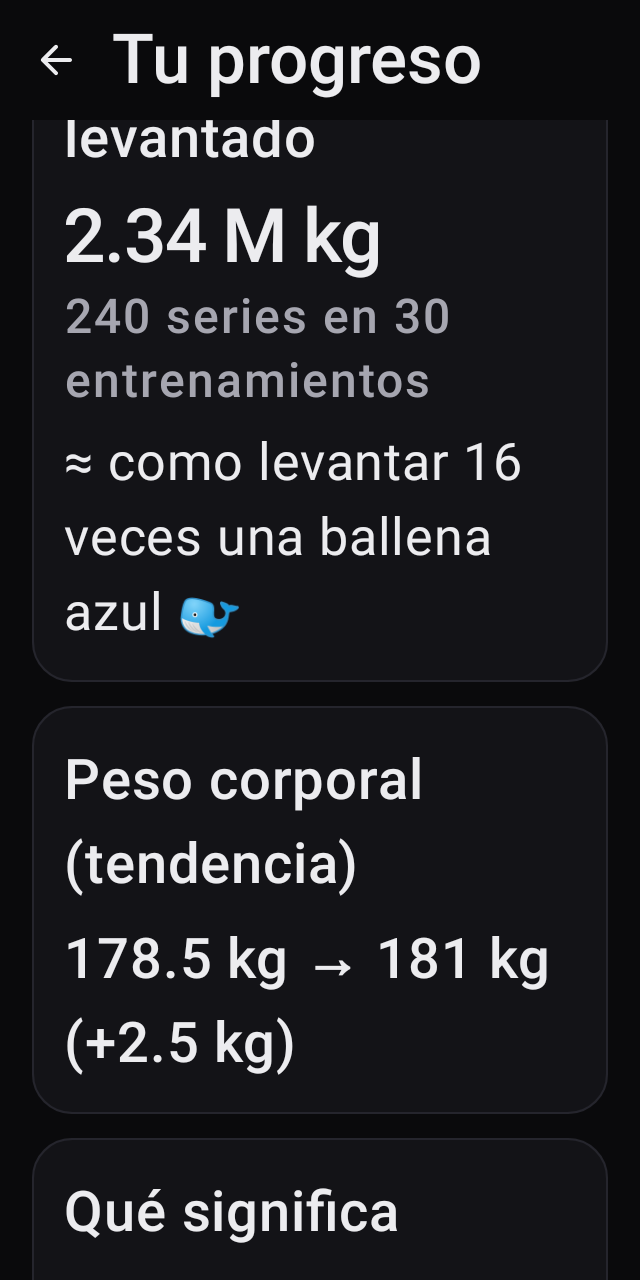 Tu progreso
levantado
2.34 M kg
240 series en 30
entrenamientos
≈ como levantar 16
veces una ballena
azul 🐳
Peso corporal
(tendencia)
178.5 kg → 181 kg
(+2.5 kg)
Qué significa